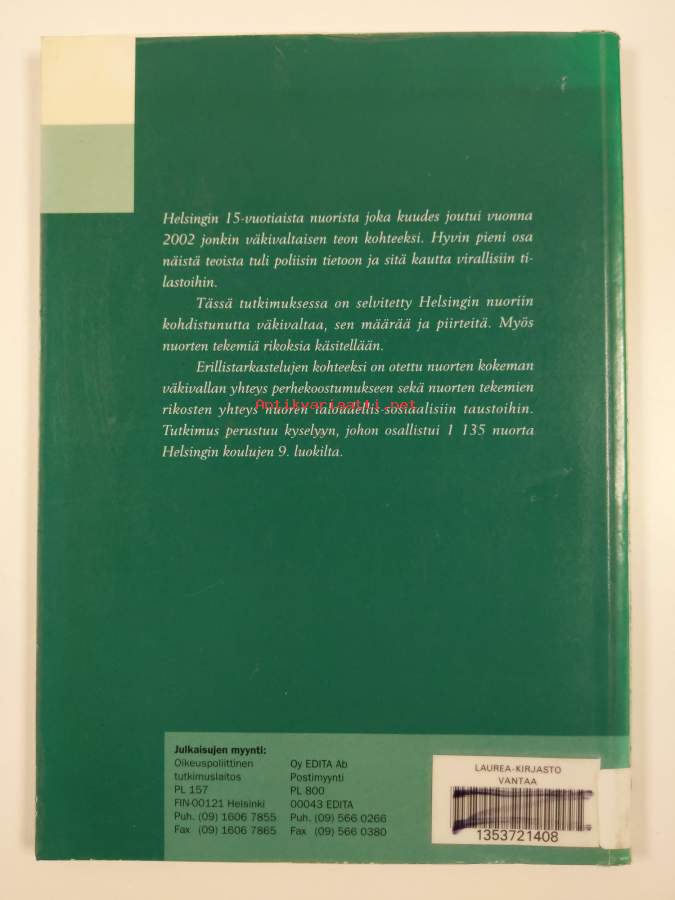 Helsingin 15-vuotiaista nuorista joka kuudes joutui vuonna
2002 jonkin väkivaltaisen teon kohteeksi. Hyvin pieni osa
näistä teoista tuli poliisin tietoon ja sitä kautta virallisiin ti-
lastoihin.
Tässä tutkimuksessa on selvitetty Helsingin nuoriin
kohdistunutta väkivaltaa, sen määrää ja piirteitä. Myös
nuorten tekemiä rikoksia käsitellään.
Erillistarkastelujen kohteeksi on otettu nuorten kokeman
väkivallan yhteys perhekoostumukseen sekä nuorten tekemien
Antikvariaatti.net
rikosten yhteys nuoren taloudellis-sosiaalisiin taustoihin.
Tutkimus perustuu kyselyyn, johon osallistui 1 135 nuorta
Helsingin koulujen 9. luokilta.
Julkaisujen myynti:
Oikeuspoliittinen
tutkimuslaitos
PL 157
FIN-00121 Helsinki
Puh. (09) 1606 7855
Fax (09) 1606 7865
Oy EDITA Ab
Postimyynti
PL 800
00043 EDITA
Puh. (09) 566 0266
Fax (09) 566 0380
LAUREA-KIRJASTO
VANTAA
1353721408